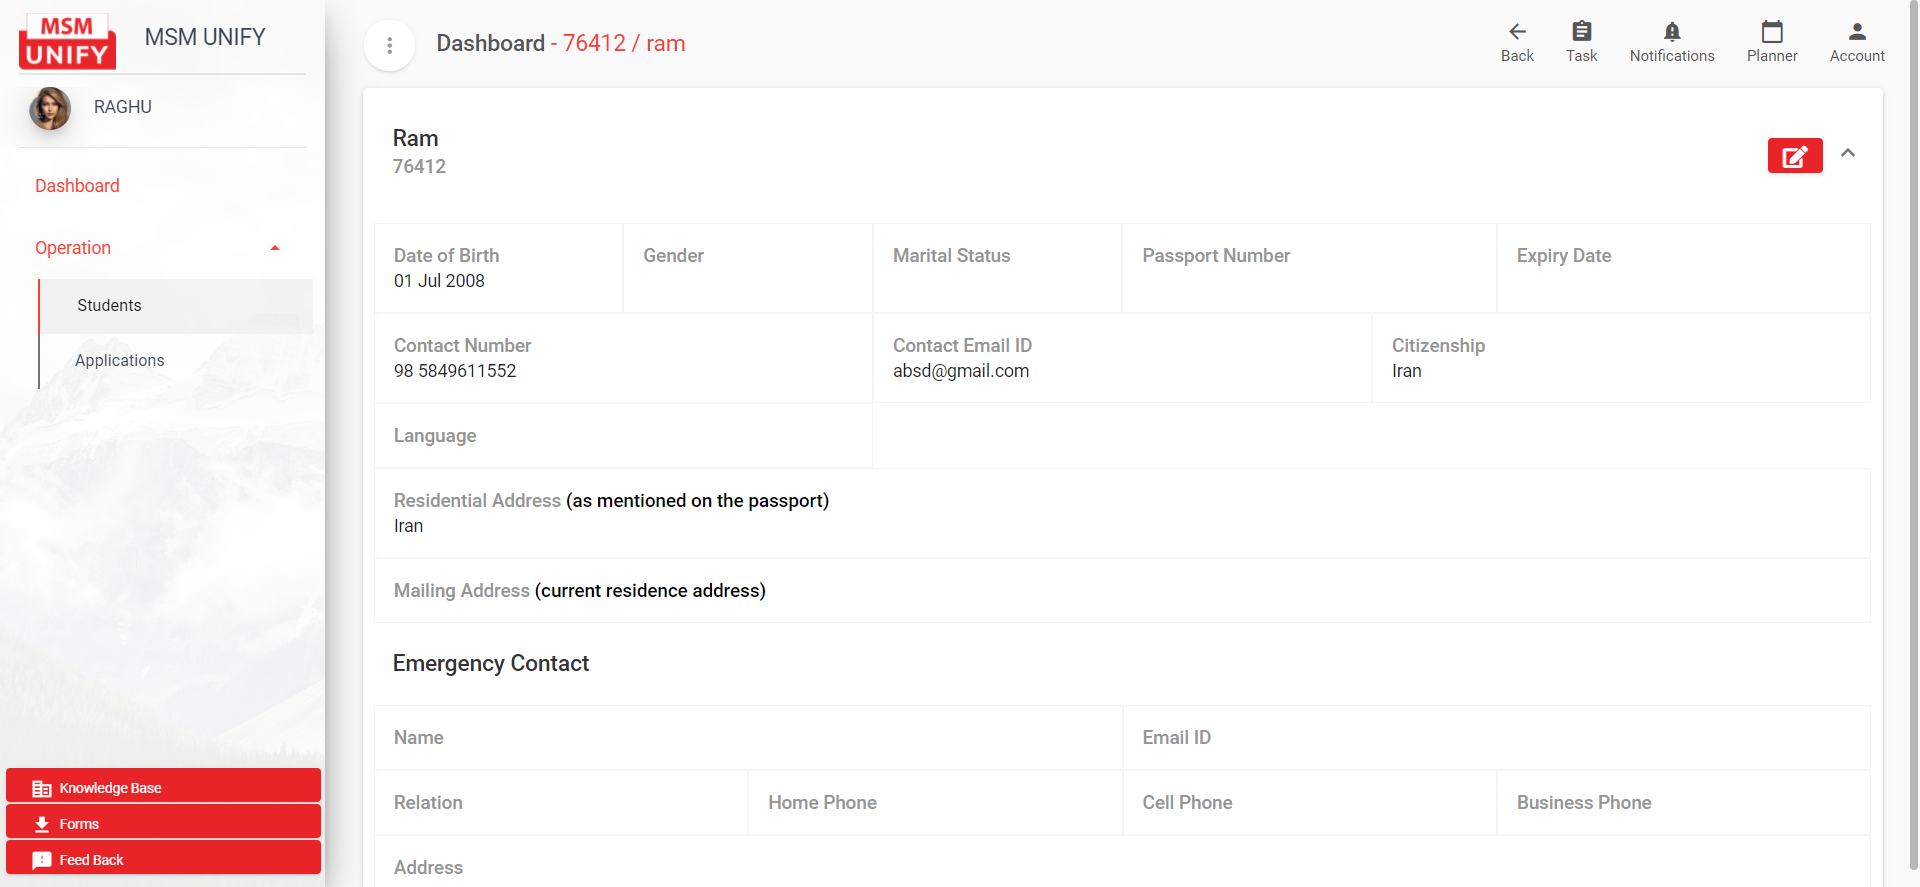 MSM
UNIFY
MSM UNIFY
RAGHU
Dashboard
Operation
Students
Applications
Knowledge Base
Forms
Feed Back
Dashboard - 76412 / ram
Back
Task
Notifications
Planner
Account
Ram
76412
Date of Birth
01 Jul 2008
Gender
Marital Status
Passport Number
Expiry Date
Contact Number
98 5849611552
Contact Email ID
absd@gmail.com
Citizenship
Iran
Language
Residential Address (as mentioned on the passport)
Iran
Mailing Address (current residence address)
Emergency Contact
Name
Email ID
Relation
Home Phone
Cell Phone
Business Phone
Address